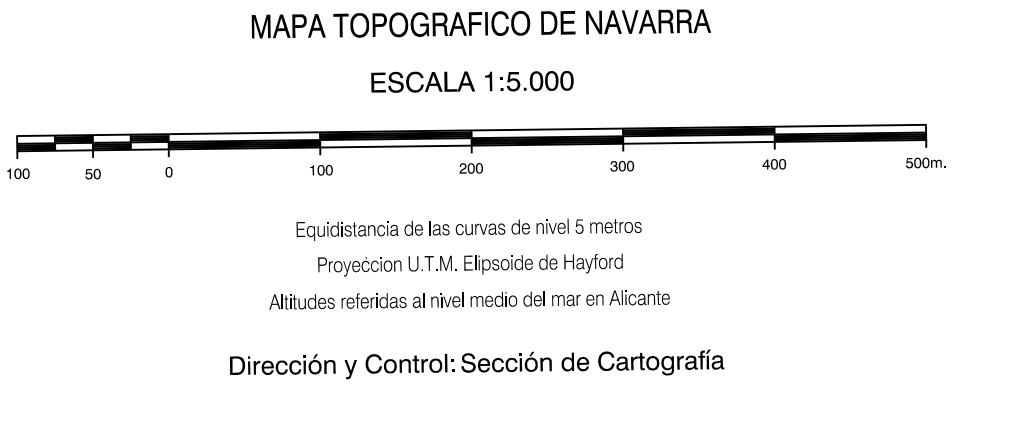 MAPA TOPOGRAFICO DE NAVARRA
ESCALA 1:5.000
100 50 0 100 200 300 400 500m.
Equidistancia de las curvas de nivel 5 metros
Proyeccion U.T.M. Elipsoide de Hayford
Altitudes referidas al nivel medio del mar en Alicante
Dirección y Control: Sección de Cartografía